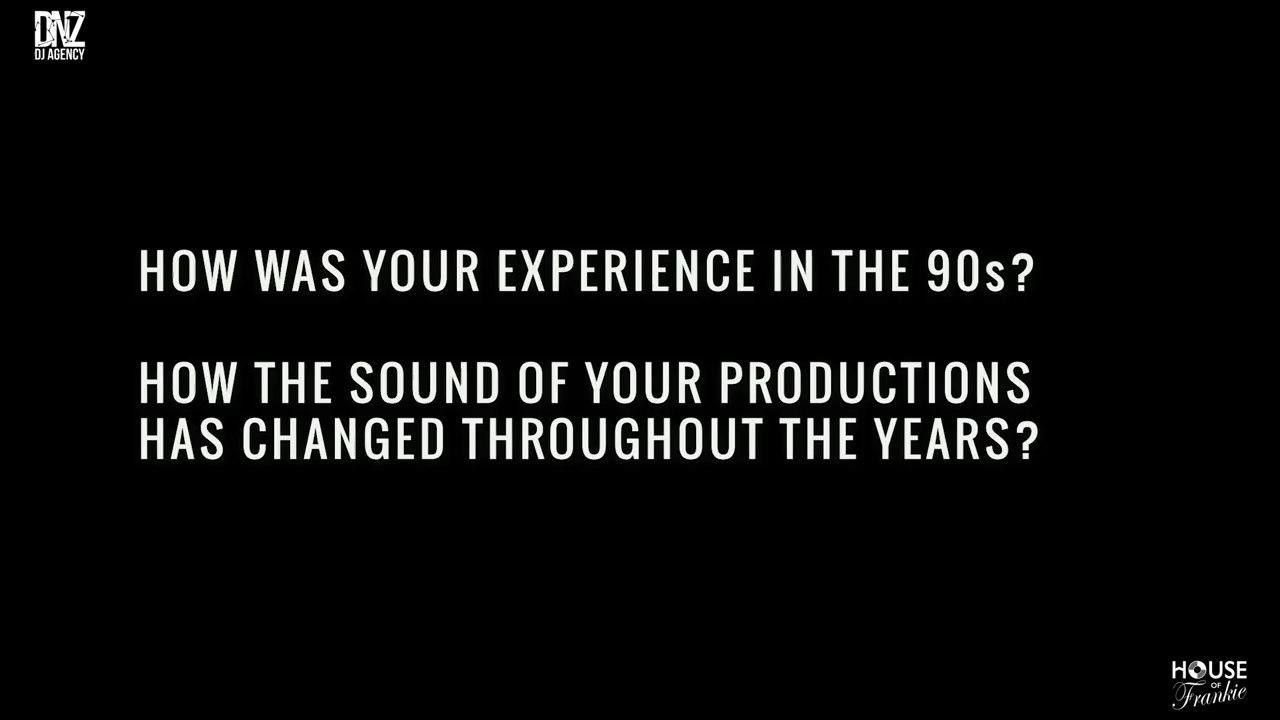 DNZ
DJ AGENCY
HOW WAS YOUR EXPERIENCE IN THE 90s?
HOW THE SOUND OF YOUR PRODUCTIONS
HAS CHANGED THROUGHOUT THE YEARS?
HOUSE
OF
Frankie